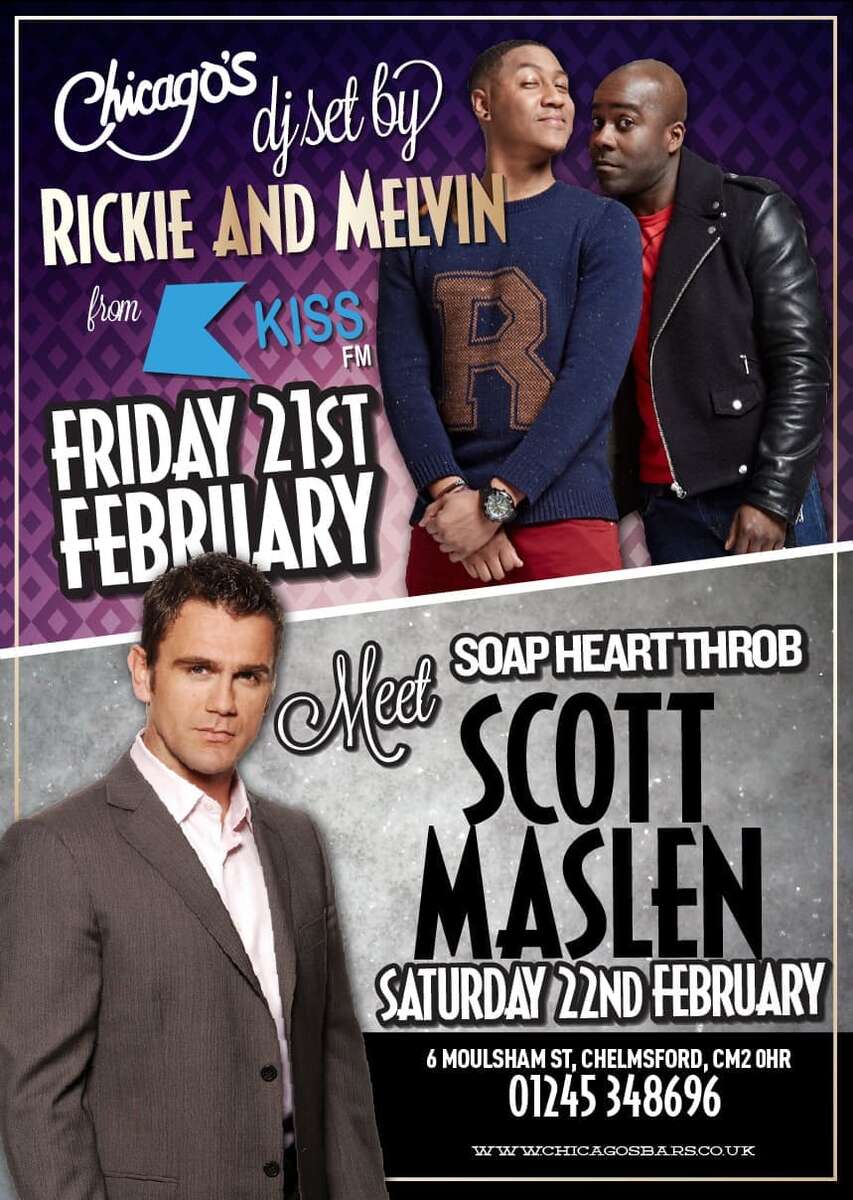 Chicago's
dj set by
RICKIE AND MELVIN
from KISS
FM
FRIDAY 21ST
FEBRUARY
R
Meet SOAP HEART THROB
SCOTT
MASLEN
SATURDAY 22ND FEBRUARY
6 MOULSHAM ST, CHELMSFORD, CM2 0HR
01245 348696
WWW.CHICAGOSBARS.CO.UK